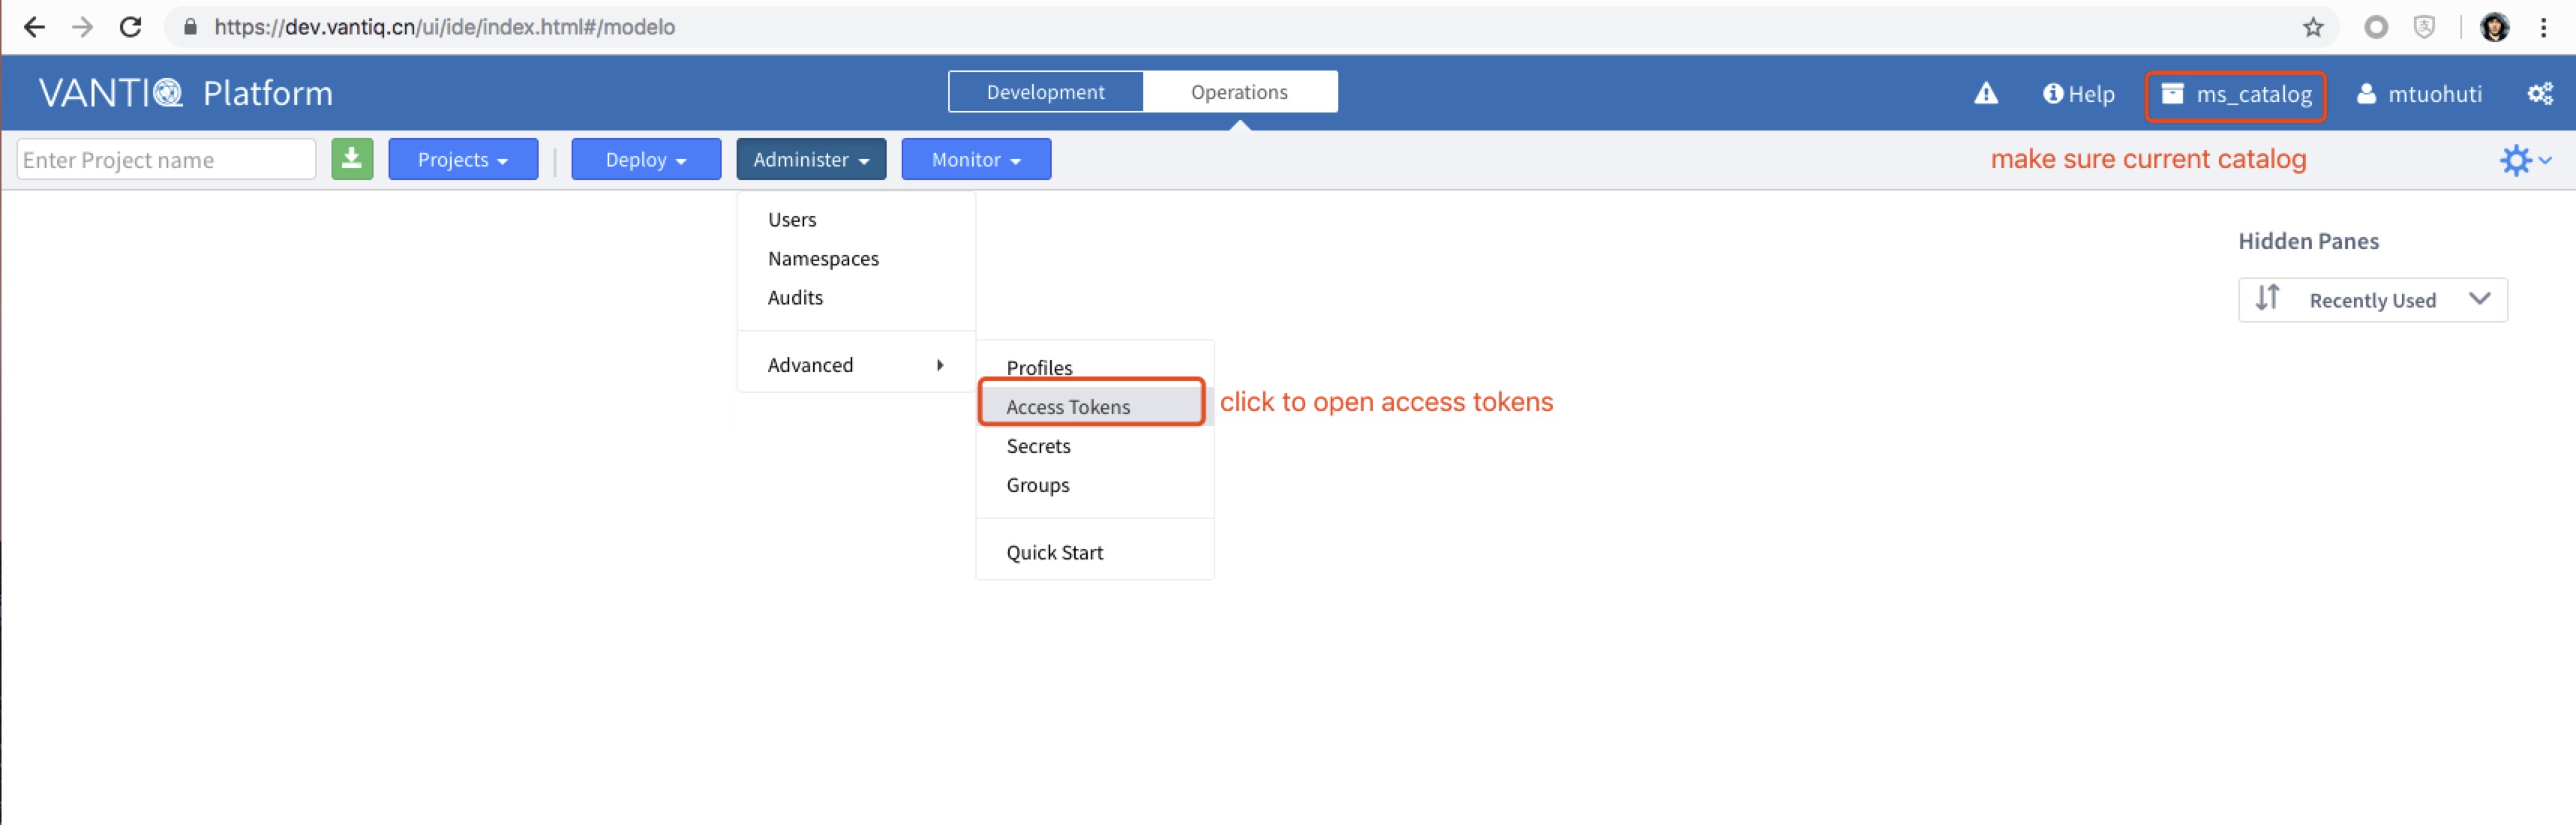 https://dev.vantiq.cn/ui/ide/index.html#/modelo
VANTIQ Platform
Development
Operations
Help
ms_catalog
mtuohuti
Enter Project name
Projects
Deploy
Administer
Monitor
make sure current catalog
Users
Namespaces
Audits
Advanced
Hidden Panes
Recently Used
Profiles
Access Tokens
click to open access tokens
Secrets
Groups
Quick Start